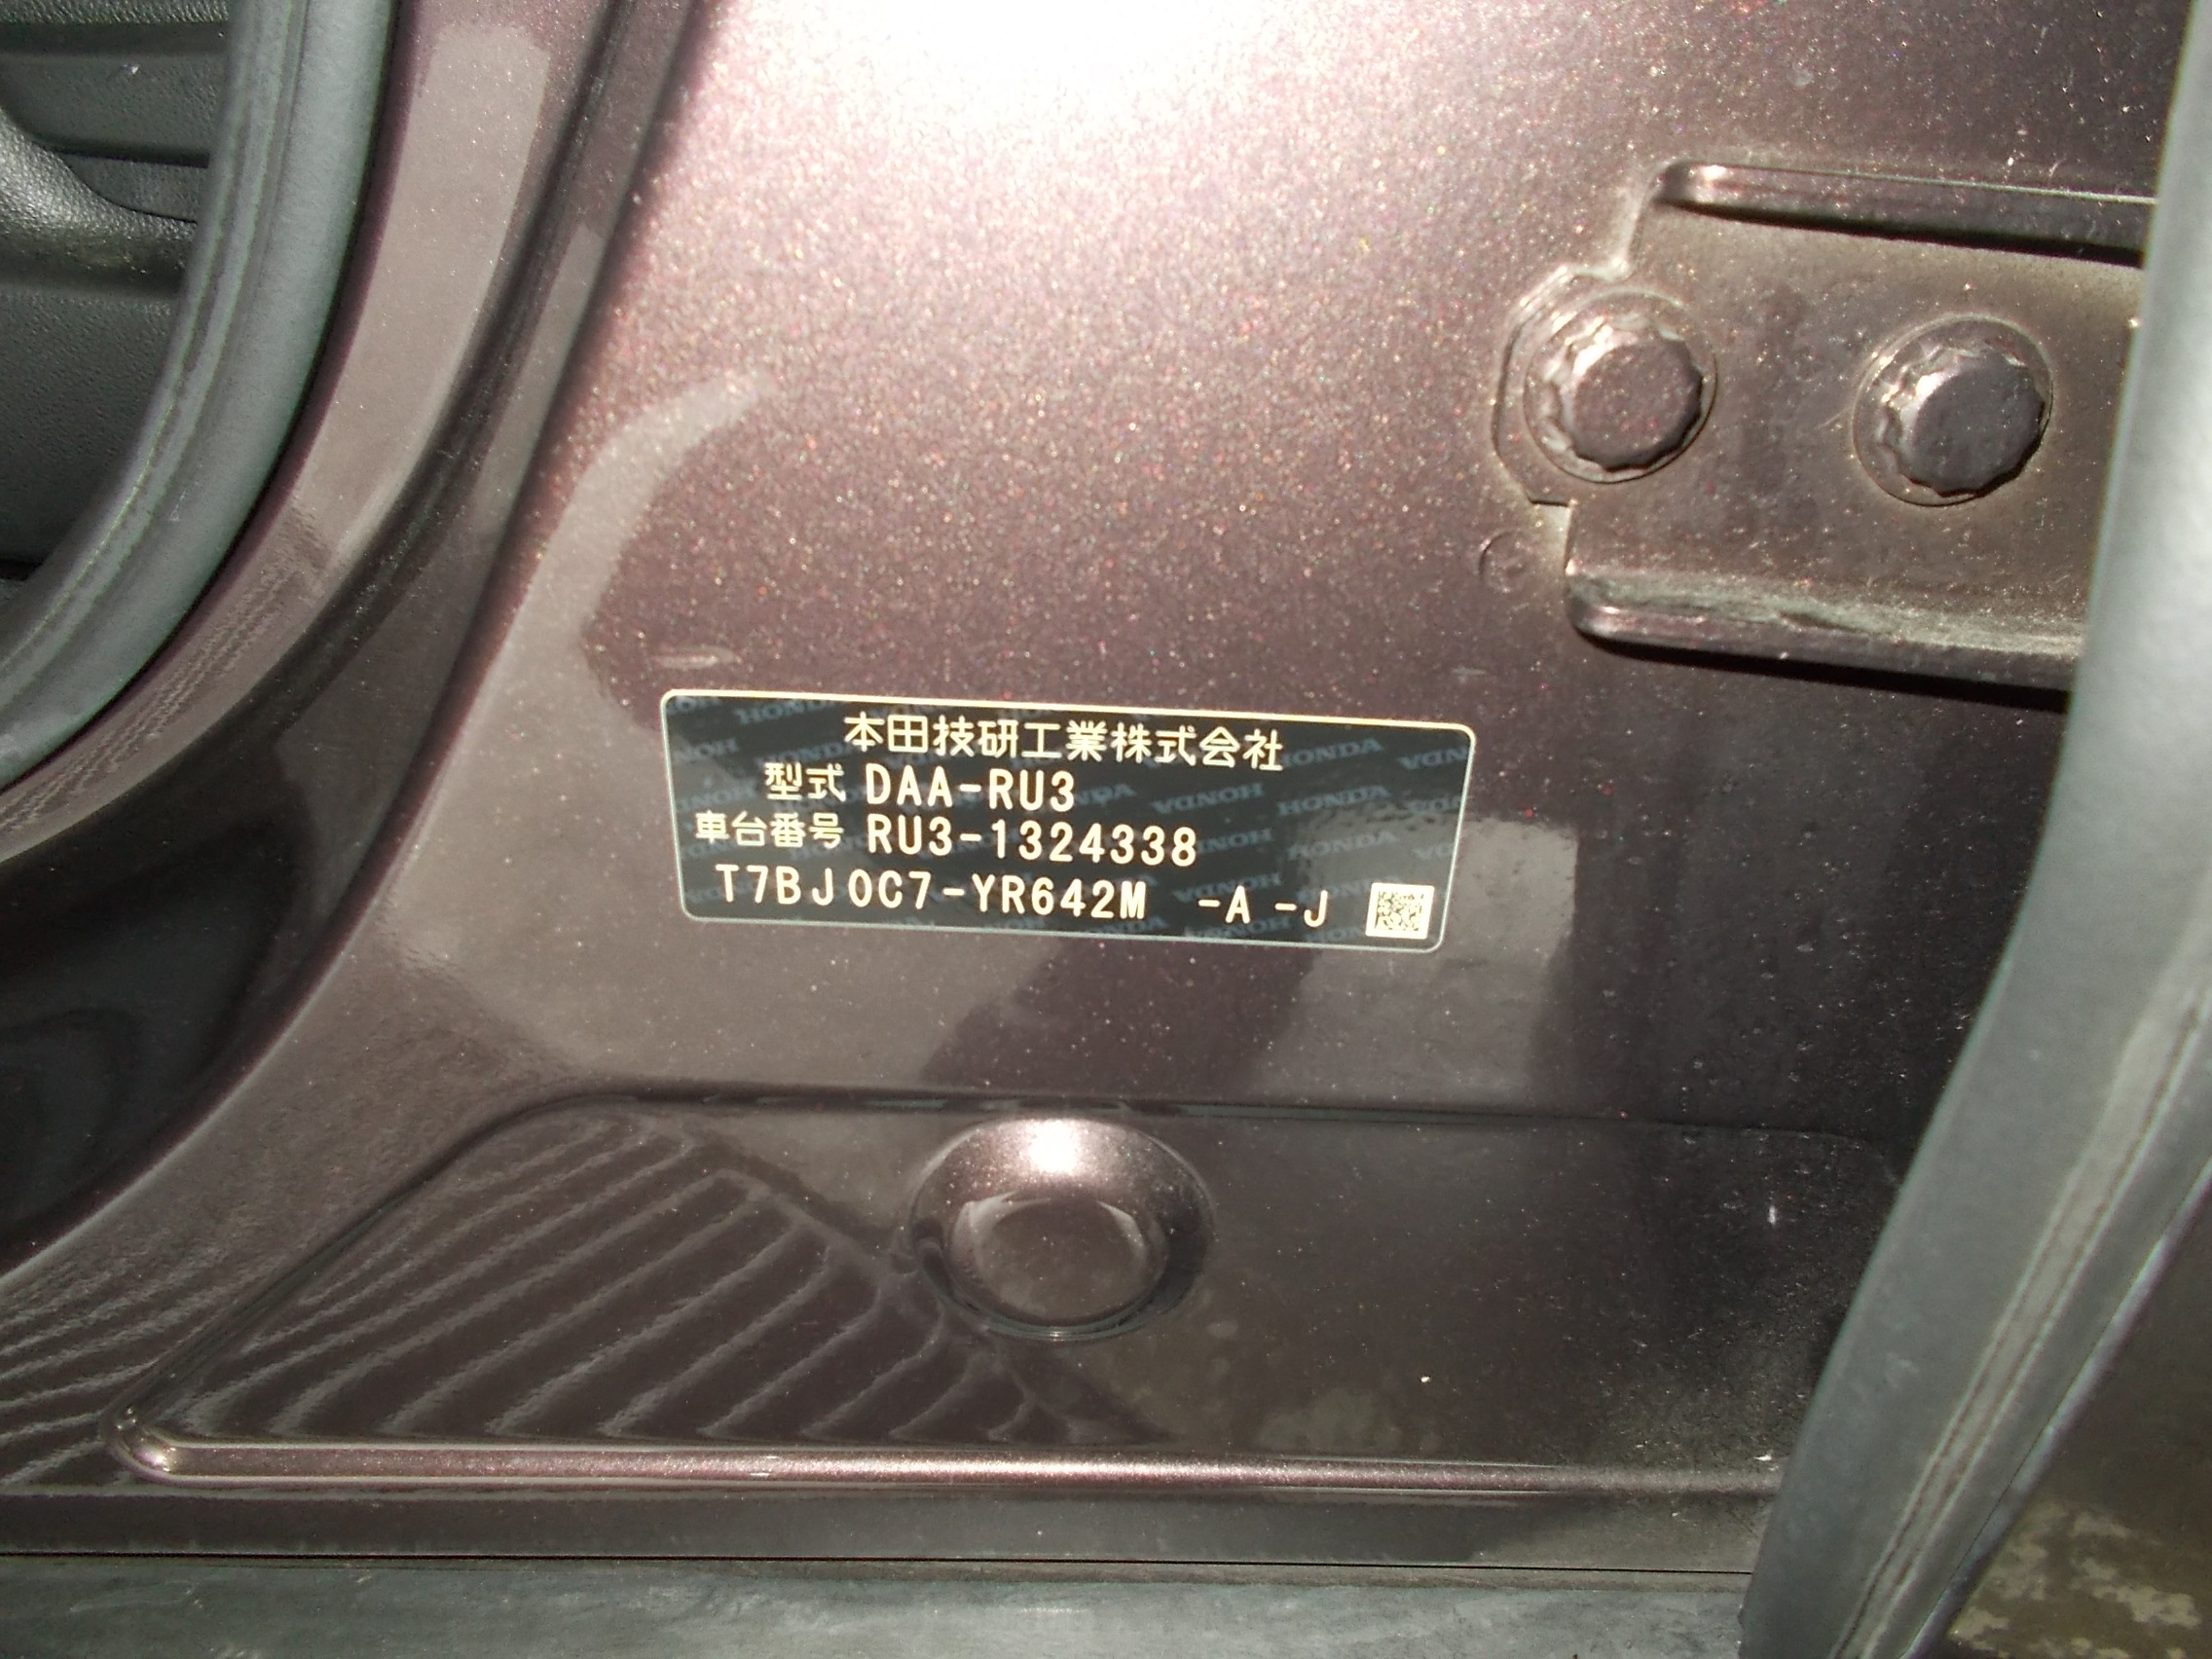 本田技研工業株式会社
型式 DAA-RU3
車台番号 RU3-1324338
T7BJ0C7-YR642M -A -J